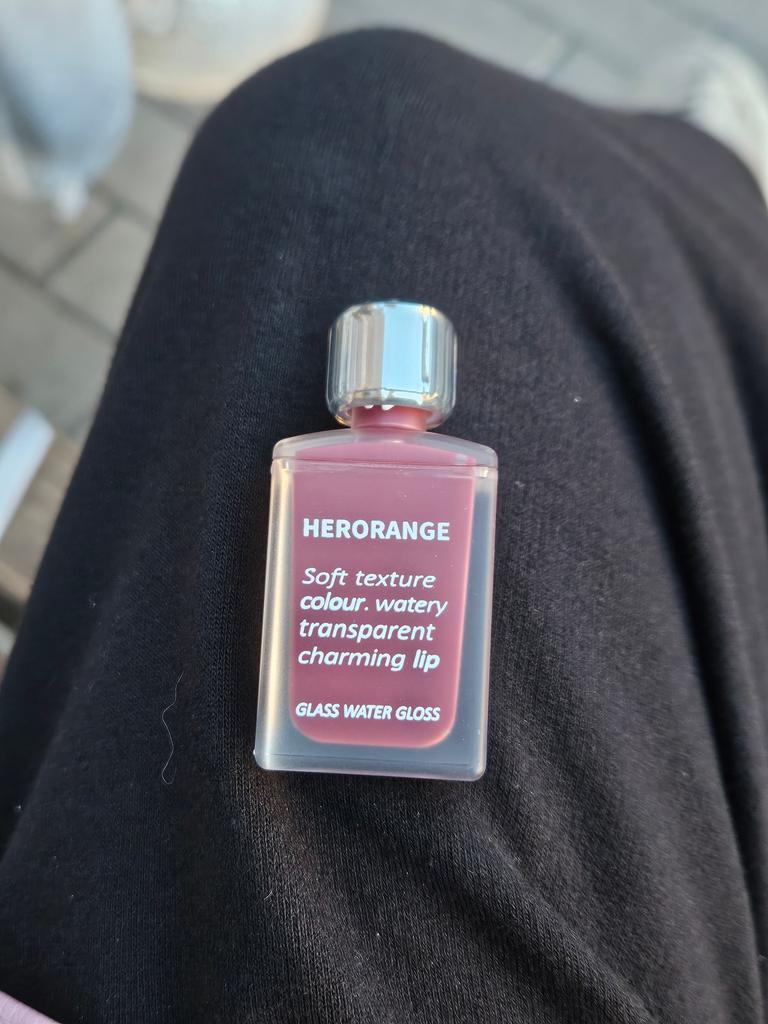 HERORANGE
Soft texture
colour. watery
transparent
charming lip
GLASS WATER GLOSS